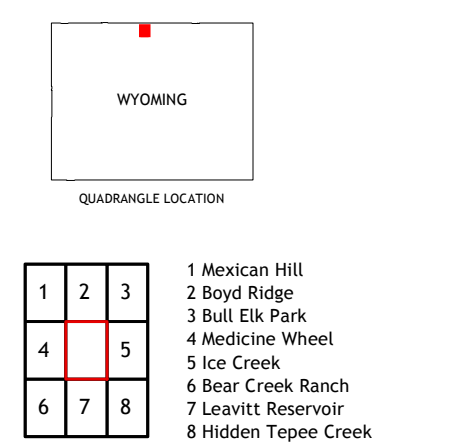 WYOMING
QUADRANGLE LOCATION
1 2 3
4 5
6 7 8
1 Mexican Hill
2 Boyd Ridge
3 Bull Elk Park
4 Medicine Wheel
5 Ice Creek
6 Bear Creek Ranch
7 Leavitt Reservoir
8 Hidden Tepee Creek